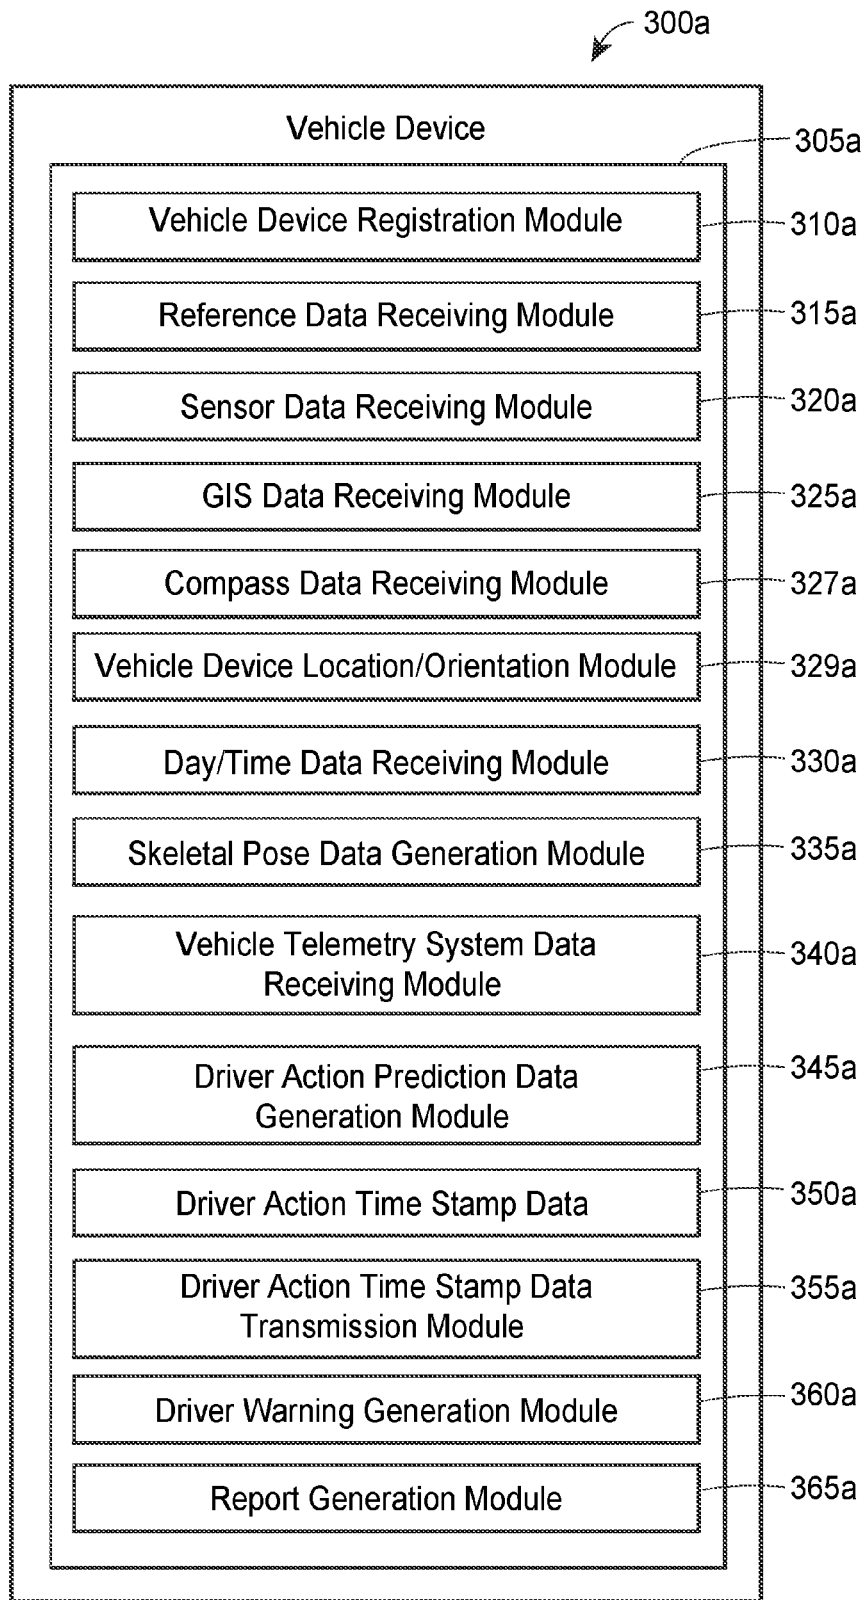 300a
Vehicle Device
305a
Vehicle Device Registration Module
310a
Reference Data Receiving Module
315a
Sensor Data Receiving Module
320a
GIS Data Receiving Module
325a
Compass Data Receiving Module
327a
Vehicle Device Location/Orientation Module
329a
Day/Time Data Receiving Module
330a
Skeletal Pose Data Generation Module
335a
Vehicle Telemetry System Data
Receiving Module
340a
Driver Action Prediction Data
Generation Module
345a
Driver Action Time Stamp Data
350a
Driver Action Time Stamp Data
Transmission Module
355a
Driver Warning Generation Module
360a
Report Generation Module
365a